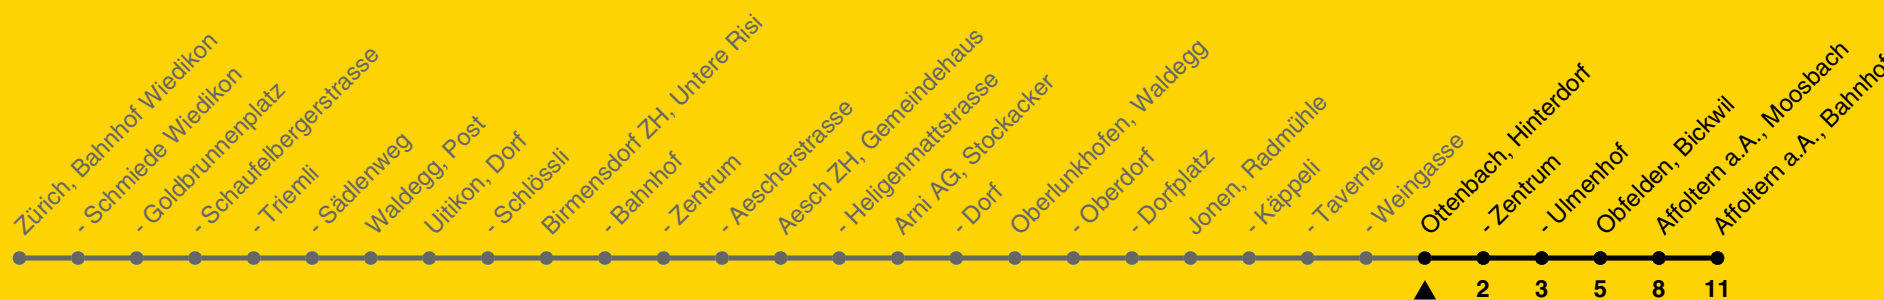 Zürich, Bahnhof Wiedikon
- Schmiede Wiedikon
- Goldbrunnenplatz
- Schaufelbergerstrasse
- Triemli
- Sädlenweg
Waldegg, Post
Uitikon, Dorf
- Schlössli
Birmensdorf ZH, Untere Risi
- Bahnhof
- Zentrum
- Aescherstrasse
Aesch ZH, Gemeindehaus
- Heligenmattstrasse
Arni AG, Stockacker
- Dorf
Oberlunkhofen, Waldegg
- Oberdorf
- Dorfplatz
Jonen, Radmühle
- Käppeli
- Taverne
- Weingasse
Ottenbach, Hinterdorf
- Zentrum
- Ulmenhof
Obfelden, Bickwil
Affoltern a.A., Moosbach
Affoltern a.A., Bahnhof
2 3 5 8 11